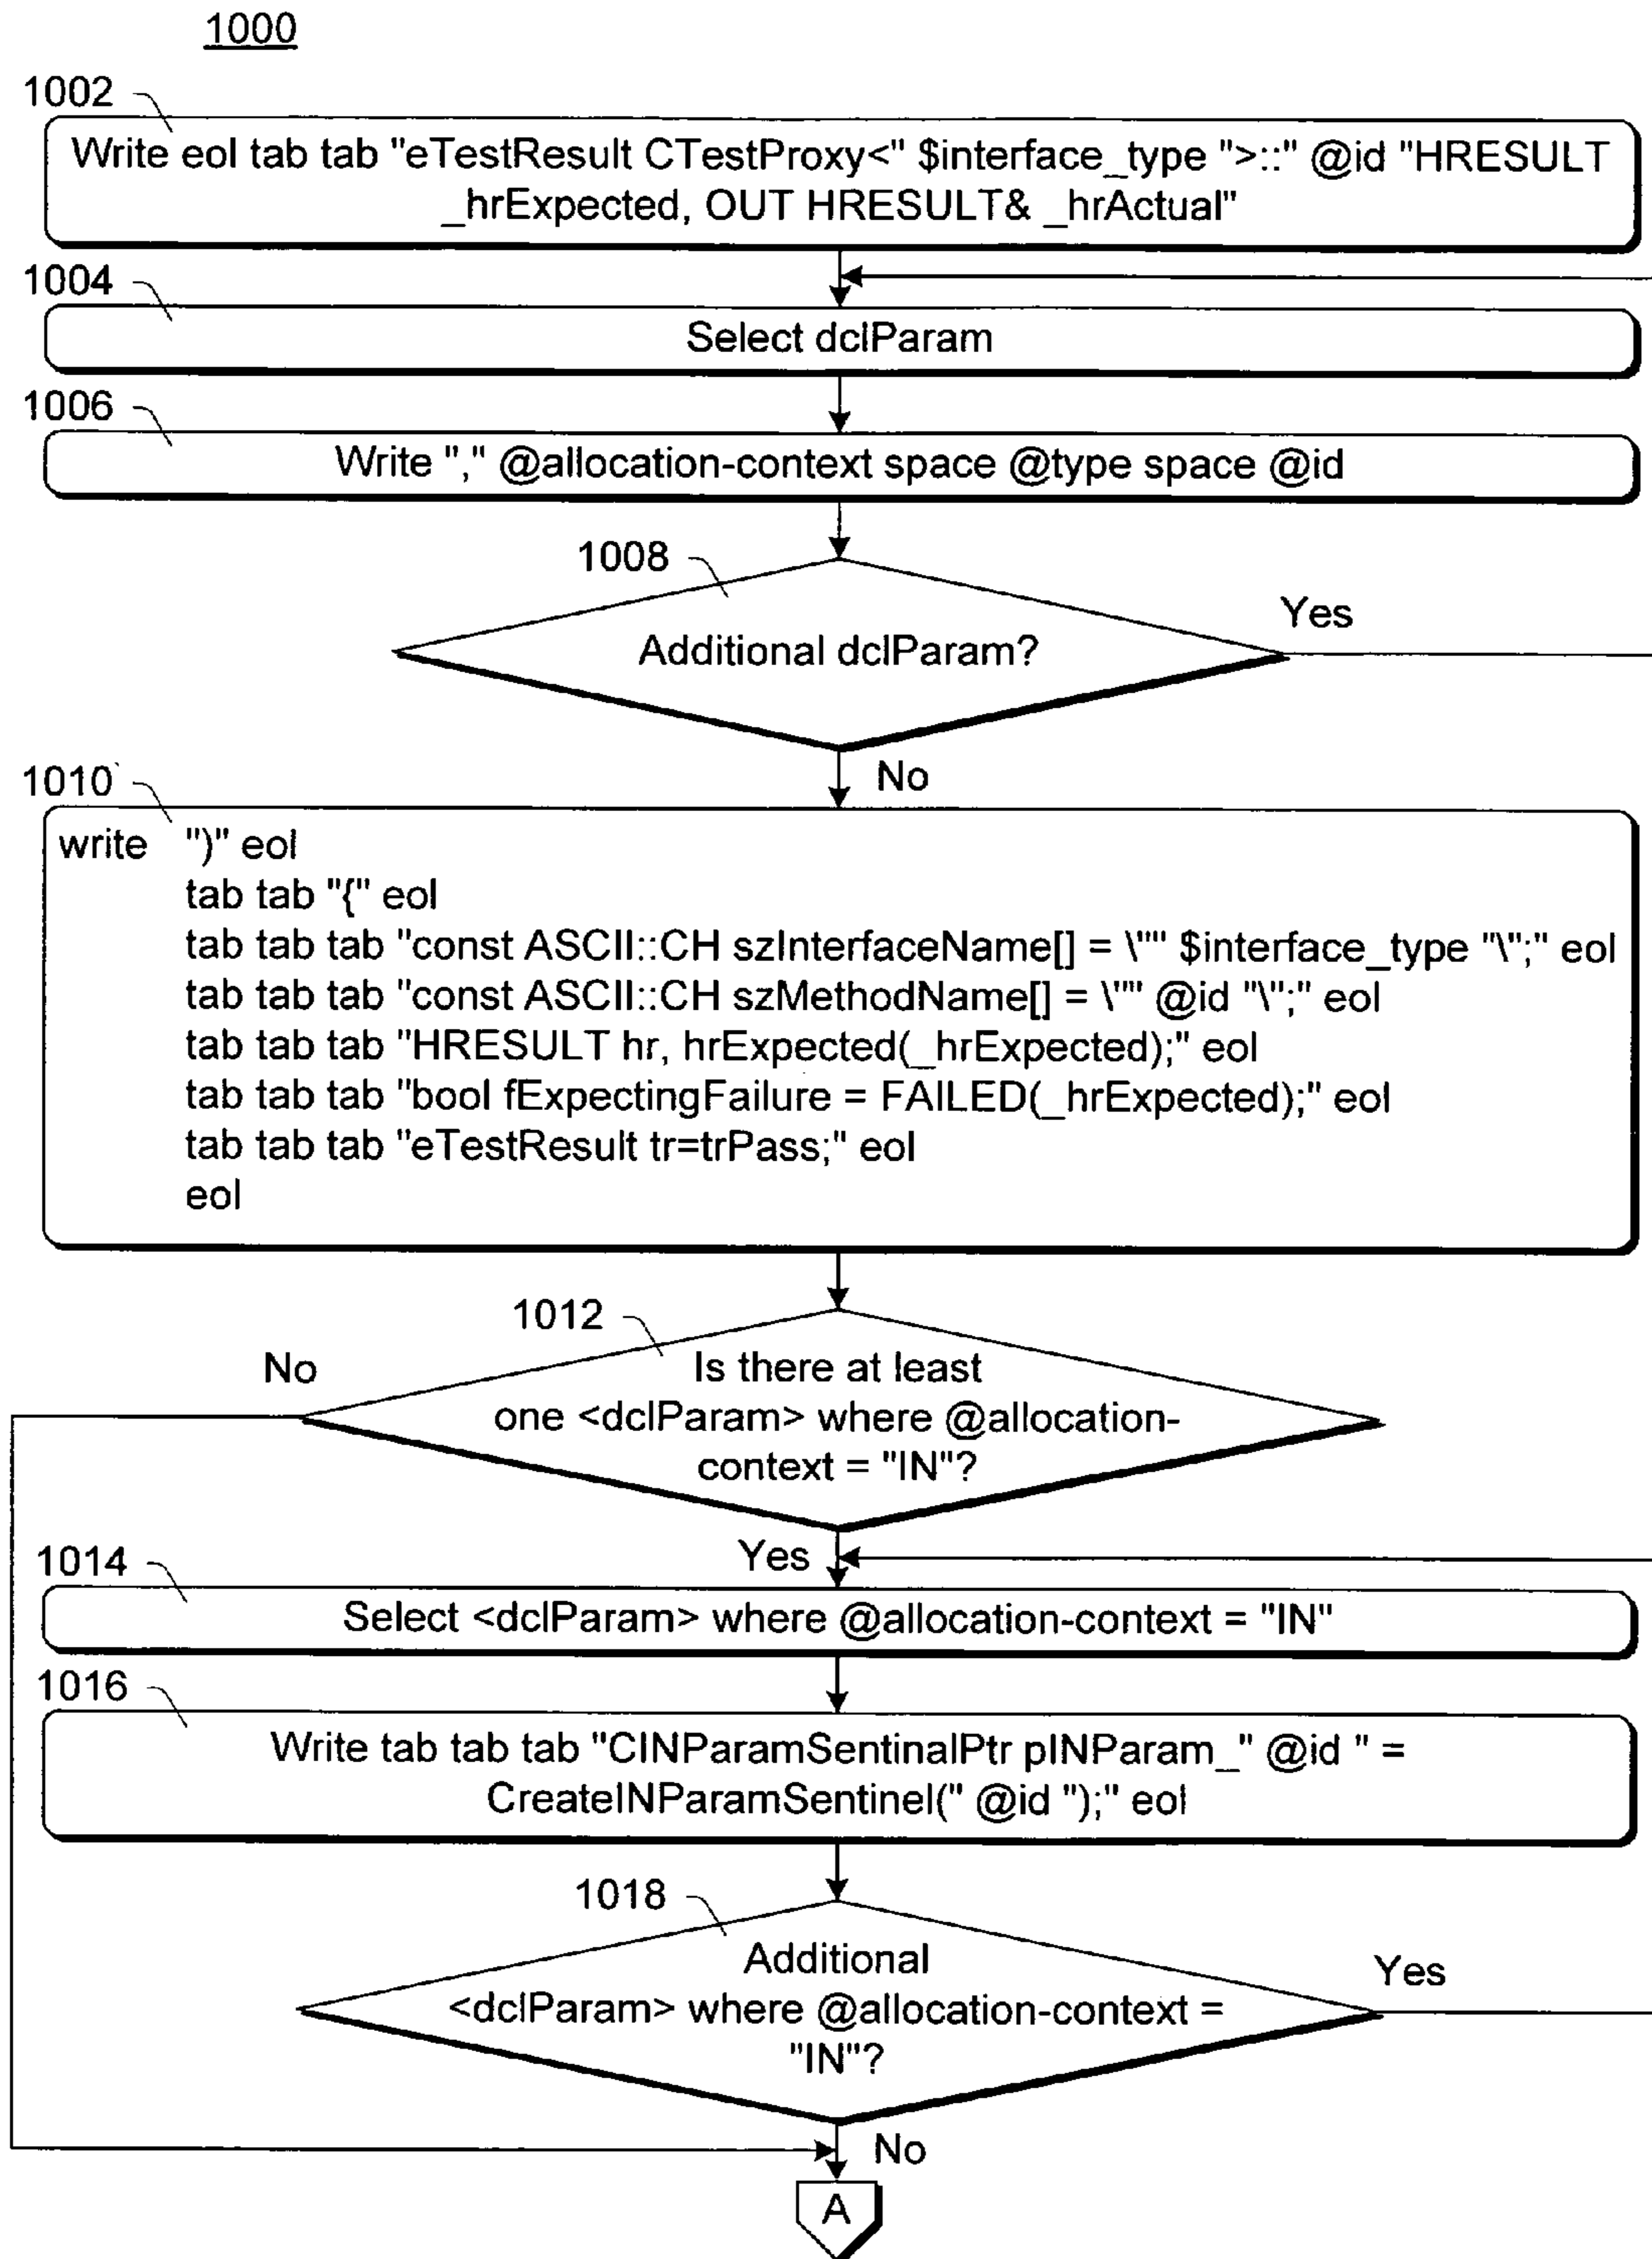 1000
1002
Write eol tab tab "eTestResult CTestProxy<" $interface_type ">::" @id "HRESULT
_hrExpected, OUT HRESULT& _hrActual"
1004
Select dclParam
1006
Write "," @allocation-context space @type space @id
1008
Additional dclParam?
Yes
No
1010
write ")" eol
tab tab "{" eol
tab tab tab "const ASCII::CH szInterfaceName[] = \"" $interface_type "\";" eol
tab tab tab "const ASCII::CH szMethodName[] = \"" @id "\";" eol
tab tab tab "HRESULT hr, hrExpected(_hrExpected);" eol
tab tab tab "bool fExpectingFailure = FAILED(_hrExpected);" eol
tab tab tab "eTestResult tr=trPass;" eol
eol
1012
No
Is there at least
one <dclParam> where @allocation-
context = "IN"?
Yes
1014
Select <dclParam> where @allocation-context = "IN"
1016
Write tab tab tab "CINParamSentinalPtr pINParam_" @id " =
CreateINParamSentinel(" @id ");" eol
1018
Additional
<dclParam> where @allocation-context =
"IN"?
Yes
No
A